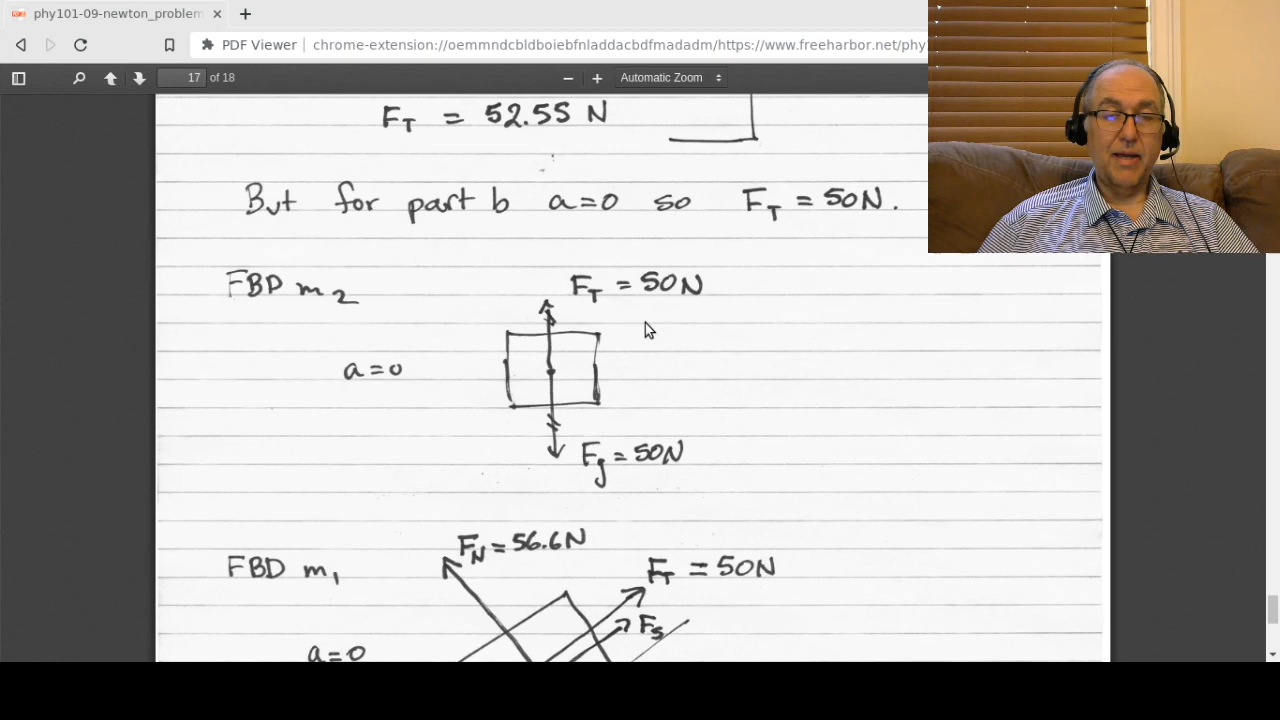 phy101-09-newton_problem
PDF Viewer
chrome-extension://oemmndcbldboiebfnladdacbdfmadadm/https://www.freeharbor.net/phy
17 of 18
Automatic Zoom
F_T = 52.55 N
But for part b a=0 so F_T = 50N.
FBD m_2
F_T = 50N
a=0
F_g = 50N
F_N = 56.6N
FBD m_1
F_T = 50N
F_s
a=0